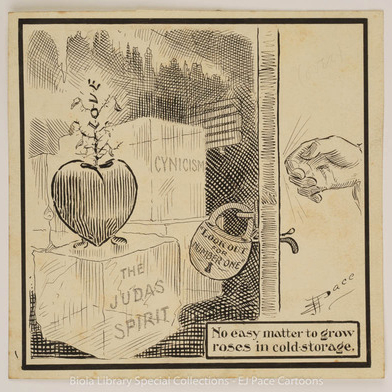 LOVE
CYNICISM
"LOOK OUT
FOR
NUMBER ONE"
THE
JUDAS
SPIRIT
EJPace
No easy matter to grow
roses in cold-storage.
Biola Library Special Collections - EJ Pace Cartoons